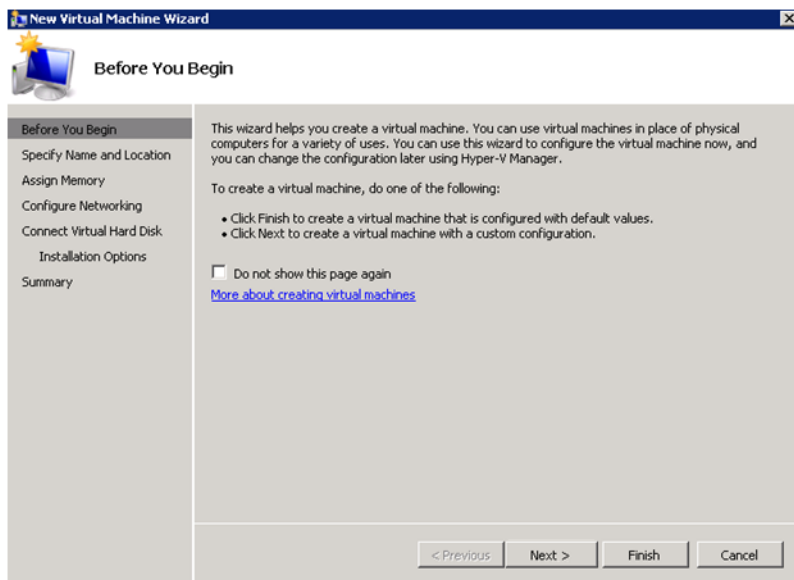 New Virtual Machine Wizard
Before You Begin
Before You Begin
Specify Name and Location
Assign Memory
Configure Networking
Connect Virtual Hard Disk
Installation Options
Summary
This wizard helps you create a virtual machine. You can use virtual machines in place of physical
computers for a variety of uses. You can use this wizard to configure the virtual machine now, and
you can change the configuration later using Hyper-V Manager.
To create a virtual machine, do one of the following:
• Click Finish to create a virtual machine that is configured with default values.
• Click Next to create a virtual machine with a custom configuration.
Do not show this page again
More about creating virtual machines
< Previous Next > Finish Cancel